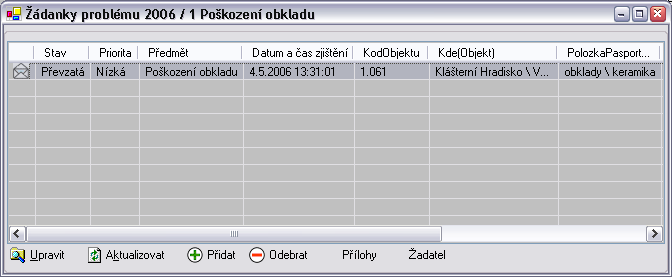 Žádanky problému 2006 / 1 Poškození obkladu
Stav Priorita Předmět Datum a čas zjištění KodObjektu Kde(Objekt) PolozkaPasport...
Převzatá Nízká Poškození obkladu 4.5.2006 13:31:01 1.061 Klášterní Hradisko \ V... obklady \ keramika
Upravit Aktualizovat Přidat Odebrat Přílohy Žadatel